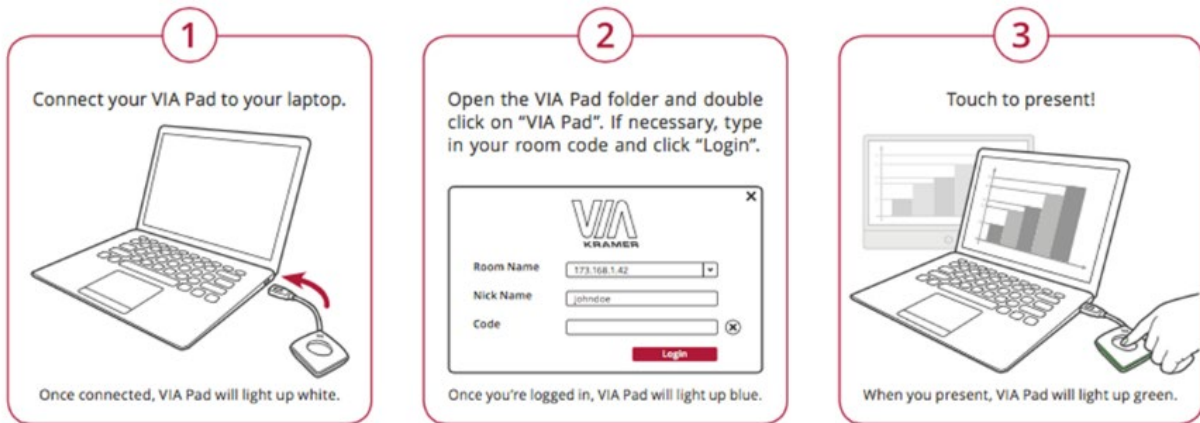 1
Connect your VIA Pad to your laptop.
Once connected, VIA Pad will light up white.
2
Open the VIA Pad folder and double
click on “VIA Pad”. If necessary, type
in your room code and click “Login”.
VIA
KRAMER
Room Name 173.168.1.42
Nick Name johndoe
Code
Login
Once you’re logged in, VIA Pad will light up blue.
3
Touch to present!
When you present, VIA Pad will light up green.